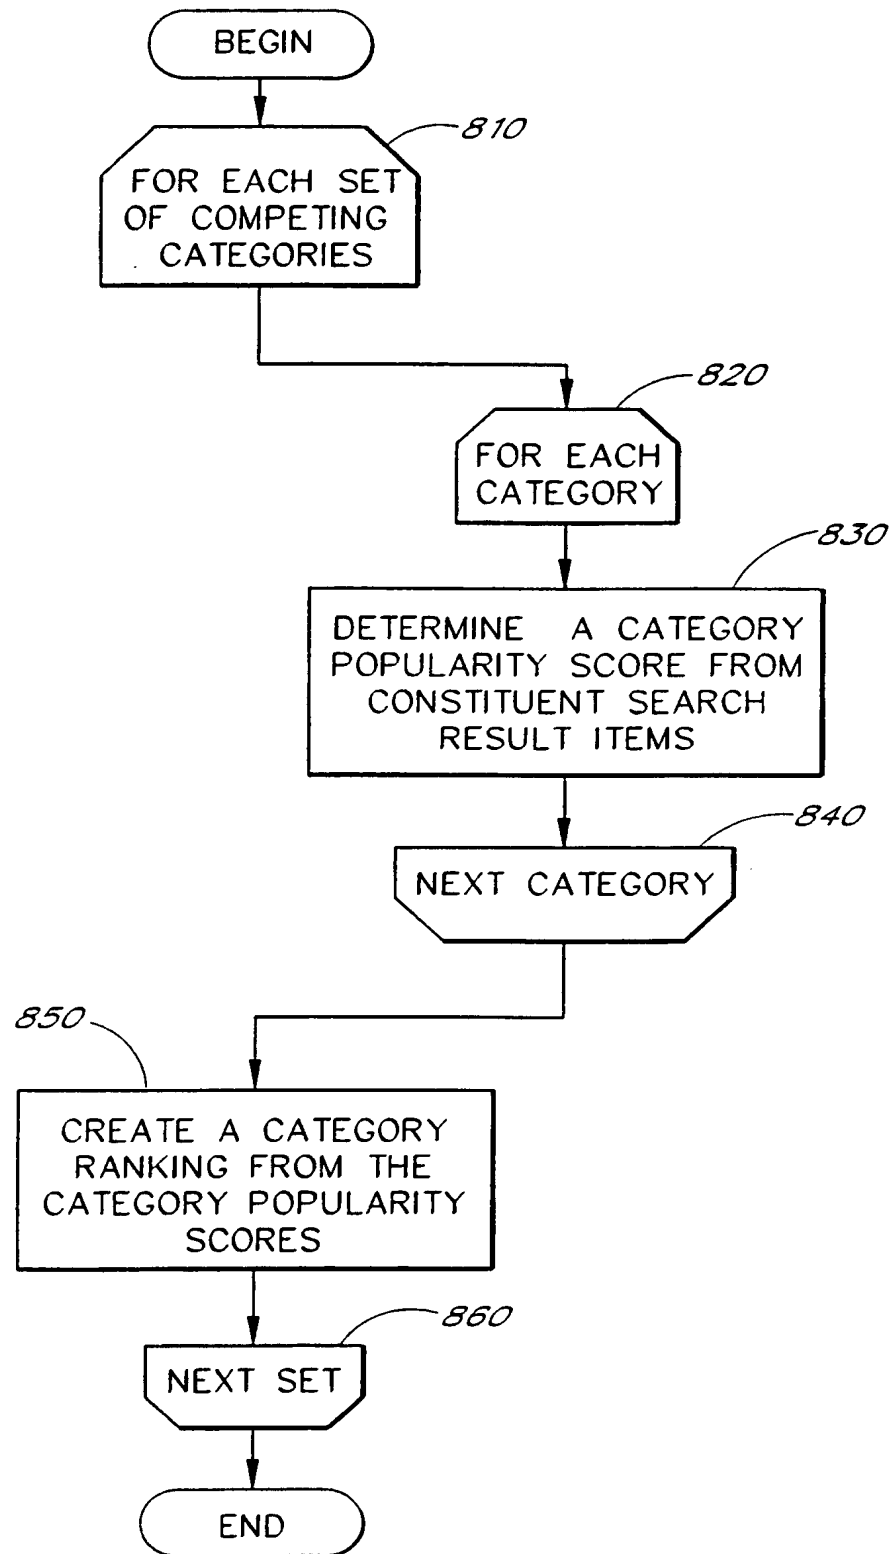 BEGIN
810
FOR EACH SET
OF COMPETING
CATEGORIES
820
FOR EACH
CATEGORY
830
DETERMINE A CATEGORY
POPULARITY SCORE FROM
CONSTITUENT SEARCH
RESULT ITEMS
840
NEXT CATEGORY
850
CREATE A CATEGORY
RANKING FROM THE
CATEGORY POPULARITY
SCORES
860
NEXT SET
END